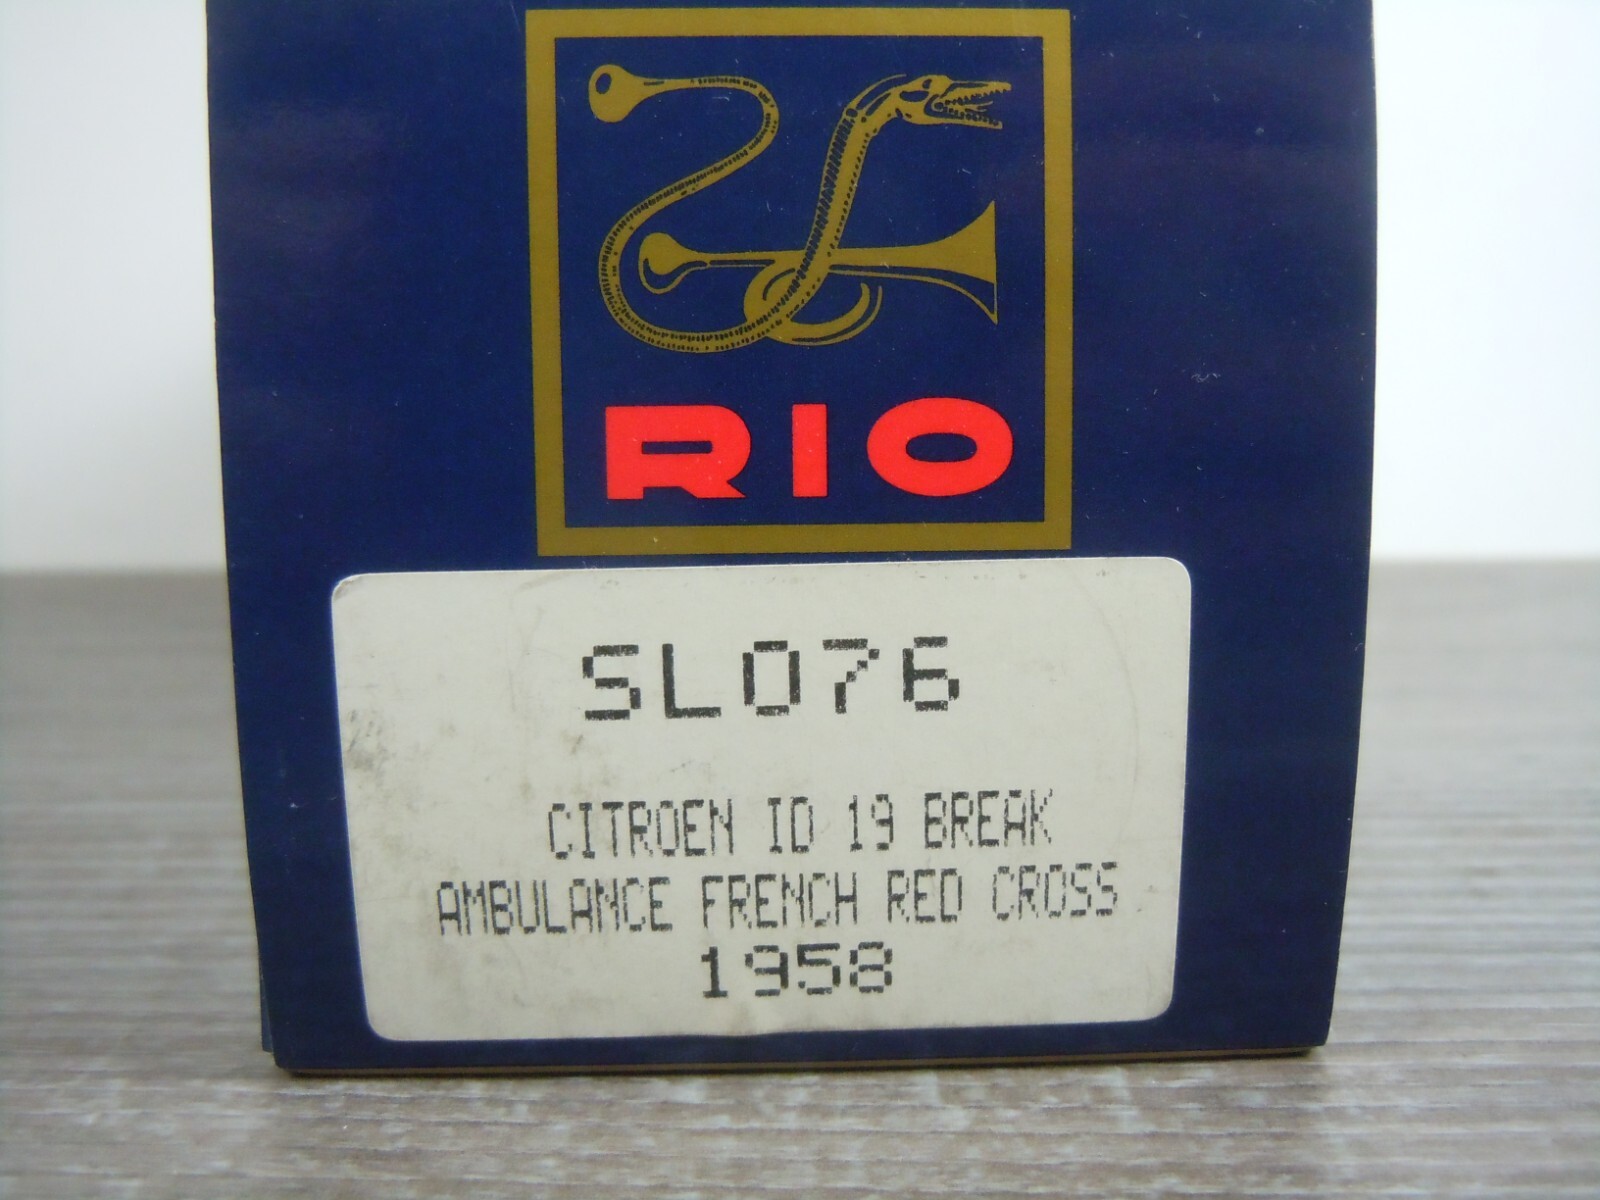 RIO
SL076
CITROEN ID 19 BREAK
AMBULANCE FRENCH RED CROSS
1958